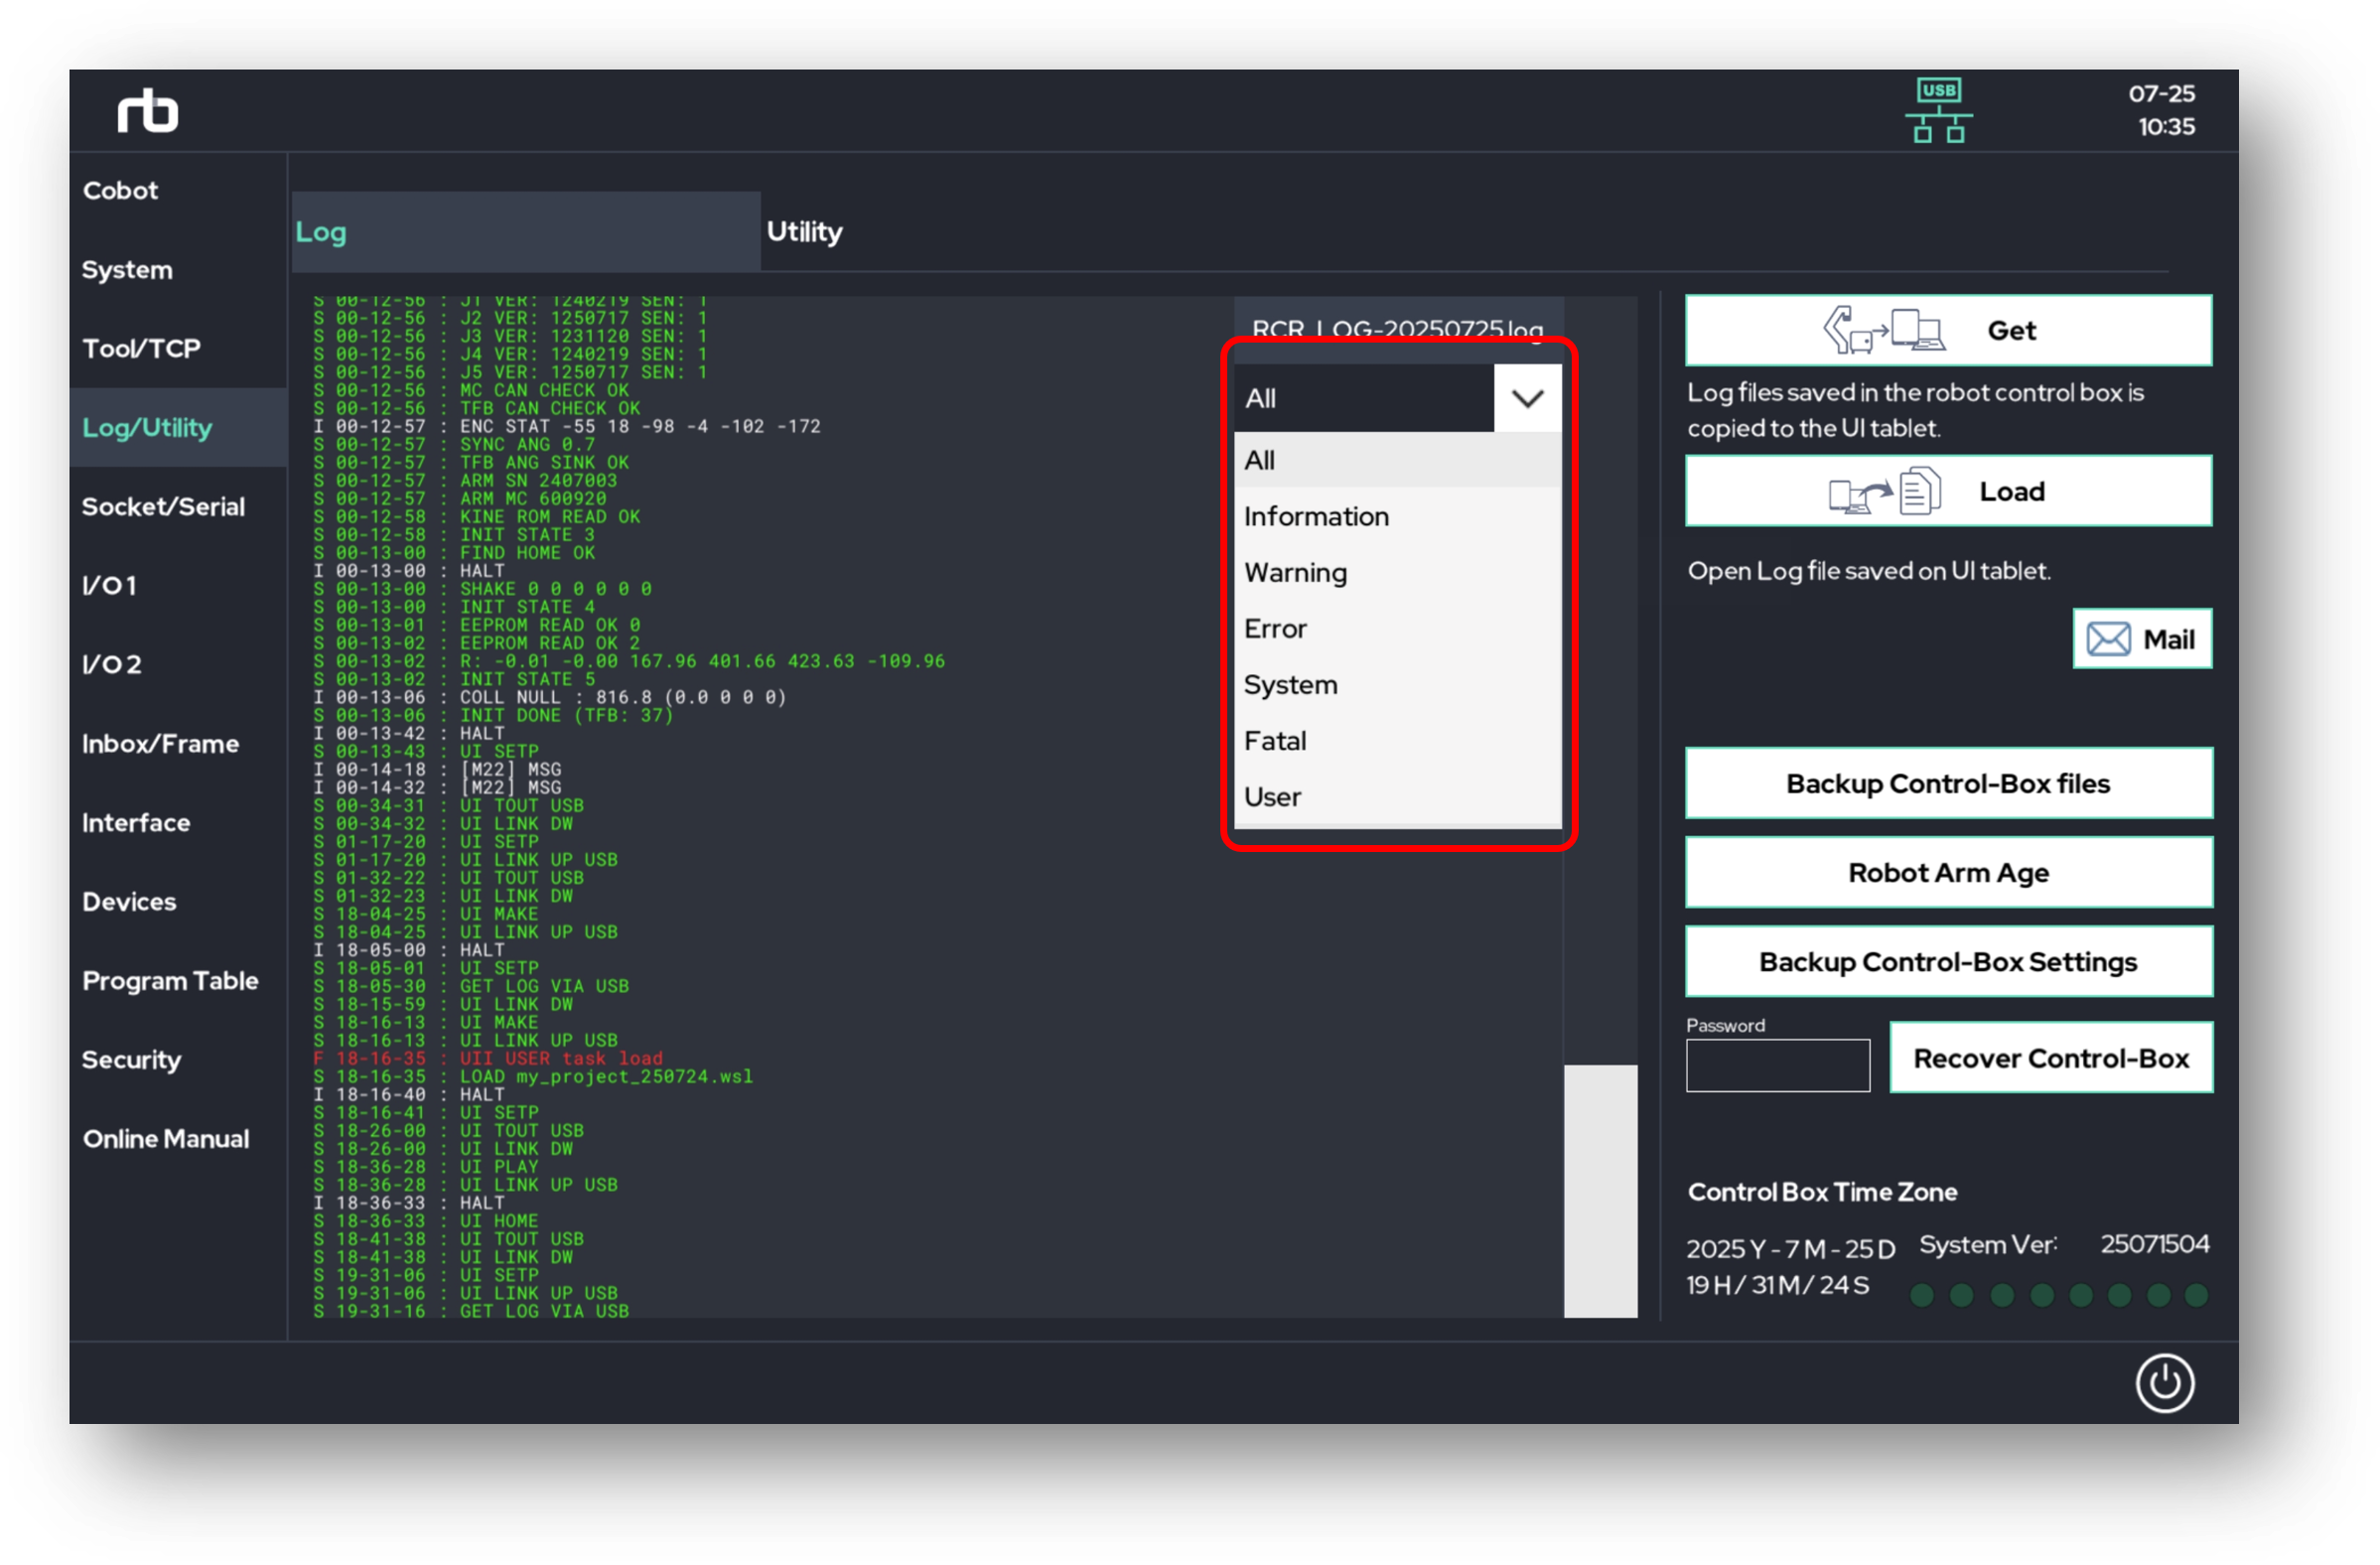 rb
USB
07-25
10:35
Cobot
System
Tool/TCP
Log/Utility
Socket/Serial
I/O 1
I/O 2
Inbox/Frame
Interface
Devices
Program Table
Security
Online Manual
Log
Utility
S 00-12-56 : J1 VER: 1240219 SEN: 1
S 00-12-56 : J2 VER: 1250717 SEN: 1
S 00-12-56 : J3 VER: 1231120 SEN: 1
S 00-12-56 : J4 VER: 1240219 SEN: 1
S 00-12-56 : J5 VER: 1250717 SEN: 1
S 00-12-56 : MC CAN CHECK OK
S 00-12-56 : TFB CAN CHECK OK
I 00-12-57 : ENC STAT -55 18 -98 -4 -102 -172
S 00-12-57 : SYNC ANG 0.7
S 00-12-57 : TFB ANG SINK OK
S 00-12-57 : ARM SN 2407003
S 00-12-57 : ARM MC 600920
S 00-12-58 : KINE ROM READ OK
S 00-12-58 : INIT STATE 3
S 00-13-00 : FIND HOME OK
I 00-13-00 : HALT
S 00-13-00 : SHAKE 0 0 0 0 0 0
S 00-13-00 : INIT STATE 4
S 00-13-01 : EEPROM READ OK 0
S 00-13-02 : EEPROM READ OK 2
S 00-13-02 : R: -0.01 -0.00 167.96 401.66 423.63 -109.96
S 00-13-02 : INIT STATE 5
I 00-13-06 : COLL NULL : 816.8 (0.0 0 0 0)
S 00-13-06 : INIT DONE (TFB: 37)
I 00-13-42 : HALT
S 00-13-43 : UI SETP
I 00-14-18 : [M22] MSG
I 00-14-32 : [M22] MSG
S 00-34-31 : UI TOUT USB
S 00-34-32 : UI LINK DW
S 01-17-20 : UI SETP
S 01-17-20 : UI LINK UP USB
S 01-32-22 : UI TOUT USB
S 01-32-23 : UI LINK DW
S 18-04-25 : UI MAKE
S 18-04-25 : UI LINK UP USB
I 18-05-00 : HALT
S 18-05-01 : UI SETP
S 18-05-30 : GET LOG VIA USB
S 18-15-59 : UI LINK DW
S 18-16-13 : UI MAKE
S 18-16-13 : UI LINK UP USB
F 18-16-35 : UII USER task load
S 18-16-35 : LOAD my_project_250724.wsl
I 18-16-40 : HALT
S 18-16-41 : UI SETP
S 18-26-00 : UI TOUT USB
S 18-26-00 : UI LINK DW
S 18-36-28 : UI PLAY
S 18-36-28 : UI LINK UP USB
I 18-36-33 : HALT
S 18-36-33 : UI HOME
S 18-41-38 : UI TOUT USB
S 18-41-38 : UI LINK DW
S 19-31-06 : UI SETP
S 19-31-06 : UI LINK UP USB
S 19-31-16 : GET LOG VIA USB
RCR_LOG-20250725.log
All
All
Information
Warning
Error
System
Fatal
User
Get
Log files saved in the robot control box is
copied to the UI tablet.
Load
Open Log file saved on UI tablet.
Mail
Backup Control-Box files
Robot Arm Age
Backup Control-Box Settings
Password
Recover Control-Box
Control Box Time Zone
2025 Y - 7 M - 25 D
19 H / 31 M / 24 S
System Ver: 25071504